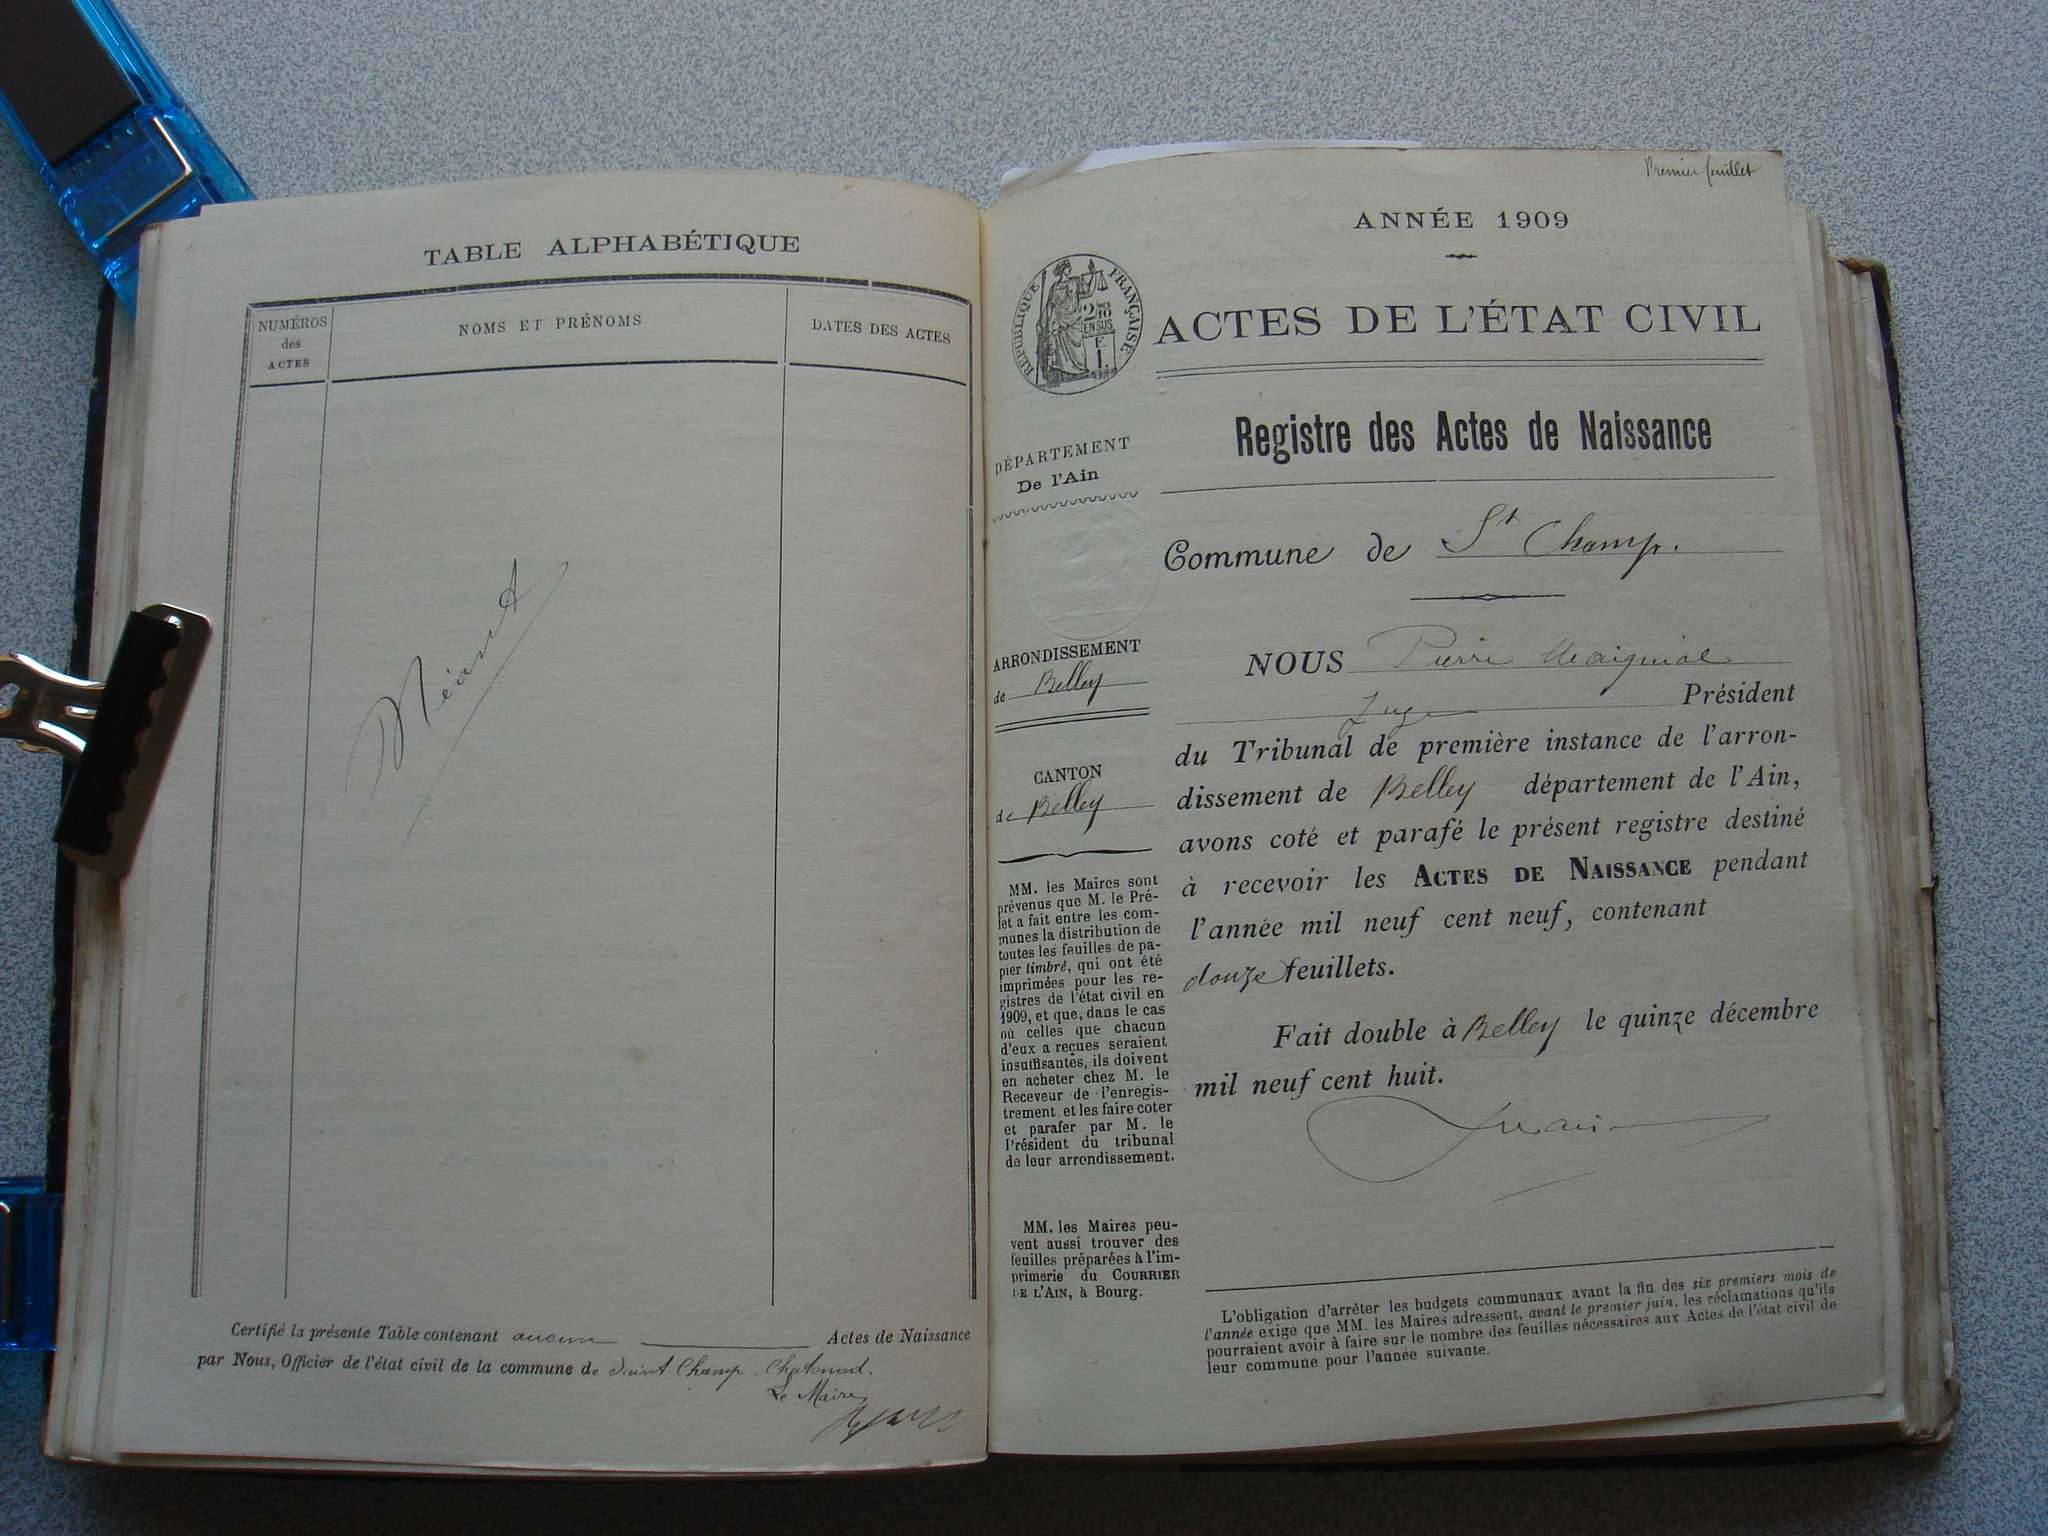 TABLE ALPHABÉTIQUE
NUMÉROS
des
ACTES
NOMS ET PRÉNOMS
DATES DES ACTES
Néant
Certifié la présente Table contenant aucun Actes de Naissance
par Nous, Officier de l'état civil de la commune de Saint Champ Chatonod.
Le Maire
Premier feuillet
ANNÉE 1909
RÉPUBLIQUE FRANÇAISE
2/10
EN SUS
ACTES DE L'ÉTAT CIVIL
Registre des Actes de Naissance
DÉPARTEMENT
De l'Ain
Commune de St Champ.
ARRONDISSEMENT
de Belley
CANTON
de Belley
MM. les Maires sont
prévenus que M. le Pré-
fet a fait entre les com-
munes la distribution de
toutes les feuilles de pa-
pier timbré, qui ont été
imprimées pour les re-
gistres de l'état civil en
1909, et que, dans le cas
où celles que chacun
d'eux a reçues seraient
insuffisantes, ils doivent
en acheter chez M. le
Receveur de l'enregis-
trement et les faire coter
et parafer par M. le
Président du tribunal
de leur arrondissement.
MM. les Maires peu-
vent aussi trouver des
feuilles préparées à l'im-
primerie du COURRIER
DE L'AIN, à Bourg.
NOUS Pierre Maignial
Juge Président
du Tribunal de première instance de l'arron-
dissement de Belley département de l'Ain,
avons coté et parafé le présent registre destiné
à recevoir les ACTES DE NAISSANCE pendant
l'année mil neuf cent neuf, contenant
douze feuillets.
Fait double à Belley le quinze décembre
mil neuf cent huit.
L'obligation d'arrêter les budgets communaux avant la fin des six premiers mois de
l'année exige que MM. les Maires adressent, avant le premier juin, les réclamations qu'ils
pourraient avoir à faire sur le nombre des feuilles nécessaires aux Actes de l'état civil de
leur commune pour l'année suivante.